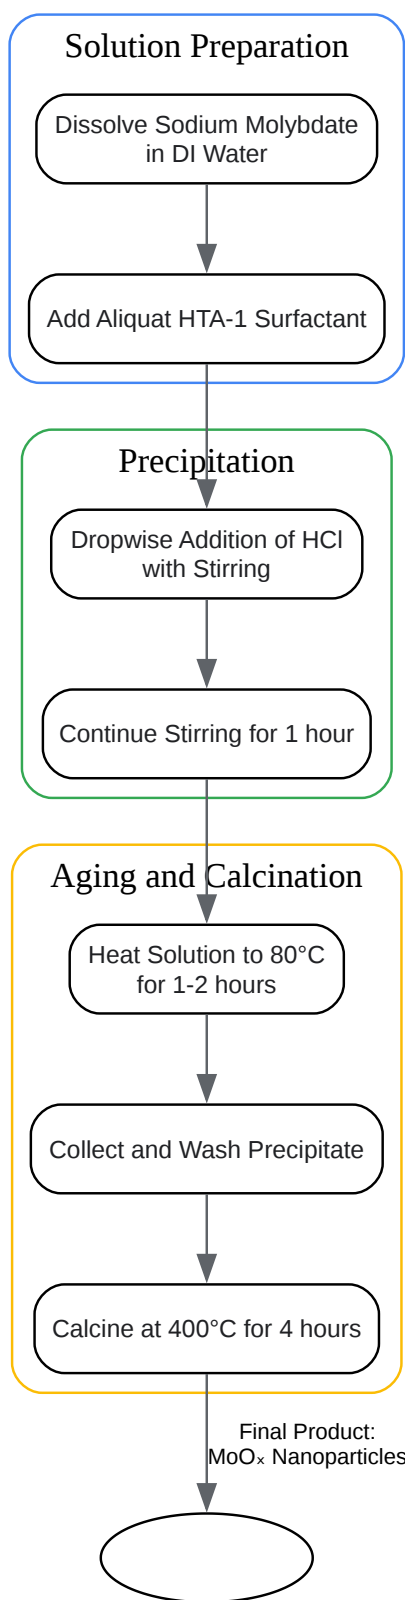 Solution Preparation
Dissolve Sodium Molybdate
in DI Water
Add Aliquat HTA-1 Surfactant
Precipitation
Dropwise Addition of HCl
with Stirring
Continue Stirring for 1 hour
Aging and Calcination
Heat Solution to 80°C
for 1-2 hours
Collect and Wash Precipitate
Calcine at 400°C for 4 hours
Final Product:
MoOₓ Nanoparticles